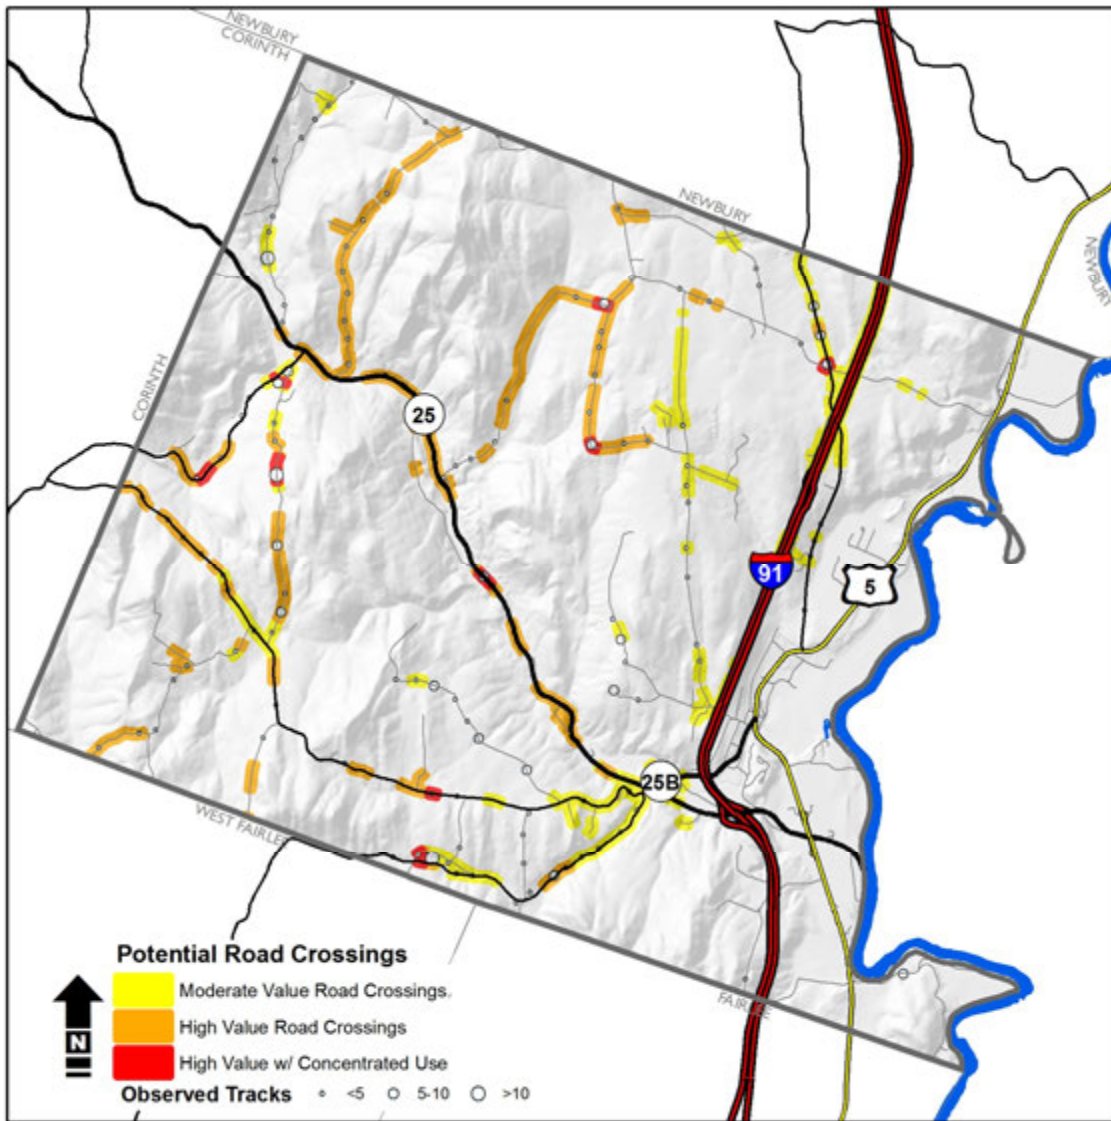 NEWBURY
CORINTH
NEWBURY
NEWBURY
CORINTH
25
91
5
25B
WEST FAIRLEE
FAIRLEE
Potential Road Crossings
Moderate Value Road Crossings.
High Value Road Crossings
High Value w/ Concentrated Use
N
Observed Tracks <5 5-10 >10